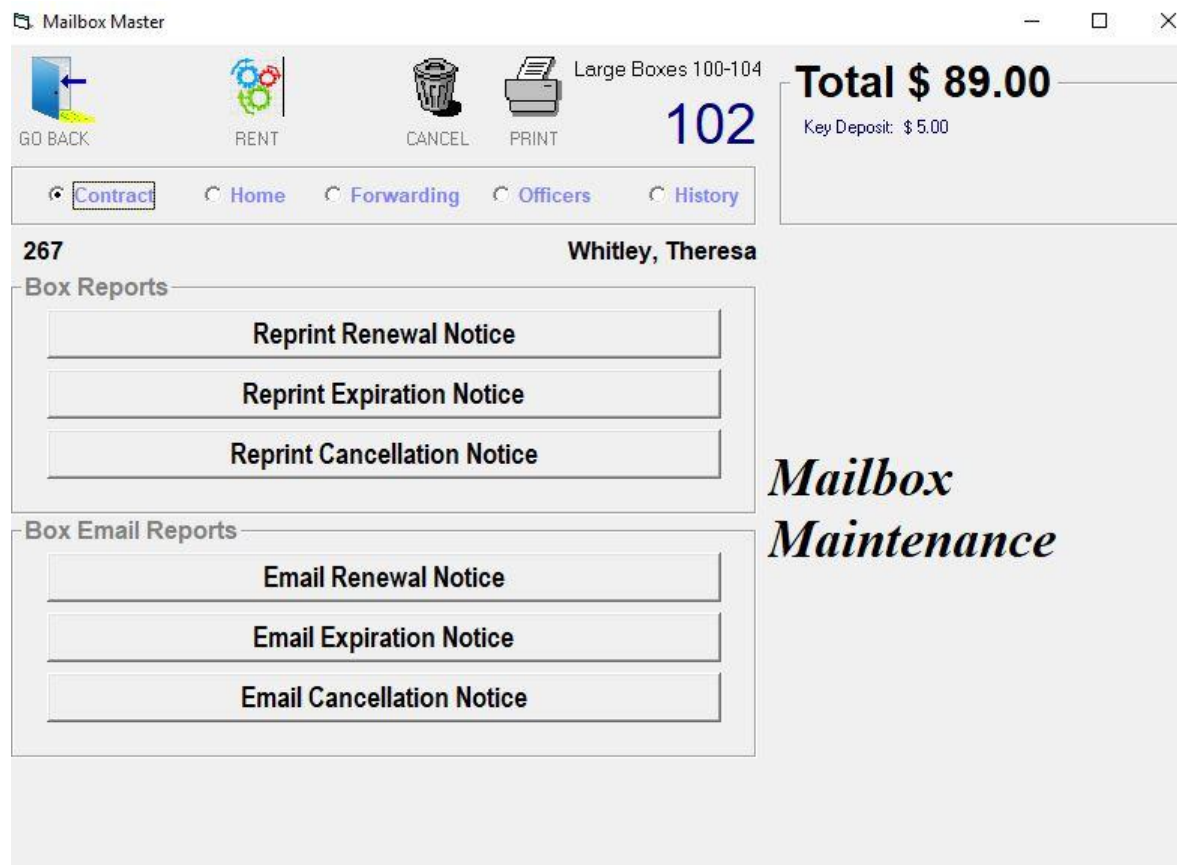 Mailbox Master
Large Boxes 100-104
102
GO BACK
RENT
CANCEL
PRINT
Total $ 89.00
Key Deposit: $ 5.00
Contract
Home
Forwarding
Officers
History
267
Whitley, Theresa
Box Reports
Reprint Renewal Notice
Reprint Expiration Notice
Reprint Cancellation Notice
Box Email Reports
Email Renewal Notice
Email Expiration Notice
Email Cancellation Notice
Mailbox
Maintenance